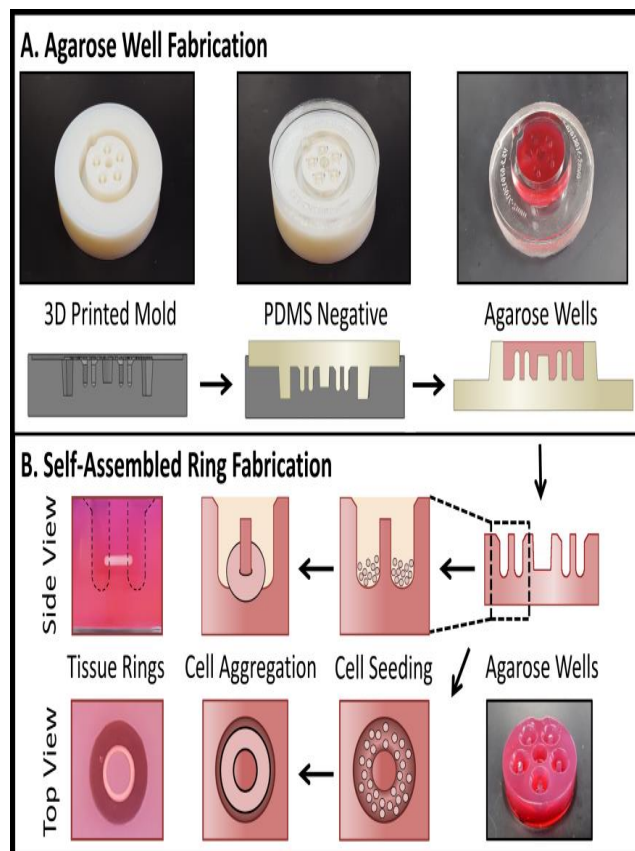 A. Agarose Well Fabrication
3D Printed Mold
PDMS Negative
Agarose Wells
B. Self-Assembled Ring Fabrication
Side View
Tissue Rings
Cell Aggregation
Cell Seeding
Agarose Wells
Top View